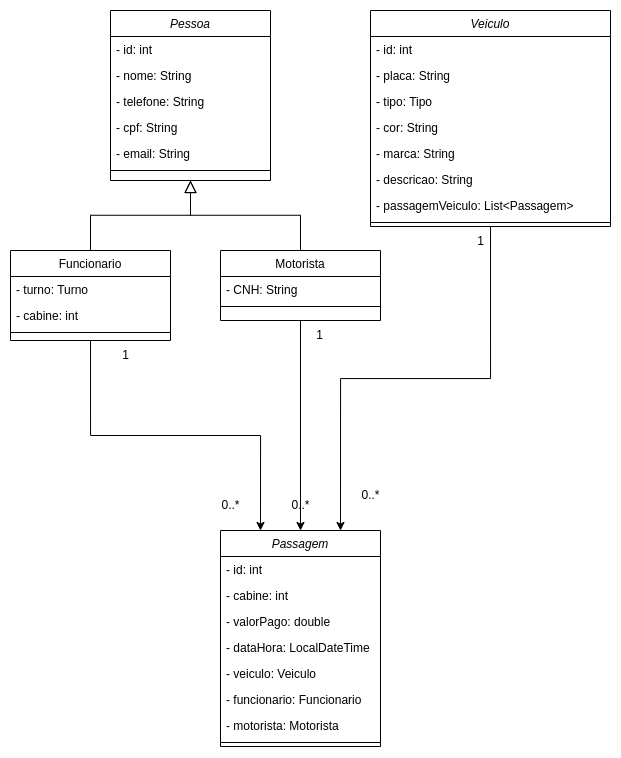 Pessoa
- id: int
- nome: String
- telefone: String
- cpf: String
- email: String
Veiculo
- id: int
- placa: String
- tipo: Tipo
- cor: String
- marca: String
- descricao: String
- passagemVeiculo: List<Passagem>
1
Funcionario
- turno: Turno
- cabine: int
1
Motorista
- CNH: String
1
0..*
0..*
0..*
Passagem
- id: int
- cabine: int
- valorPago: double
- dataHora: LocalDateTime
- veiculo: Veiculo
- funcionario: Funcionario
- motorista: Motorista